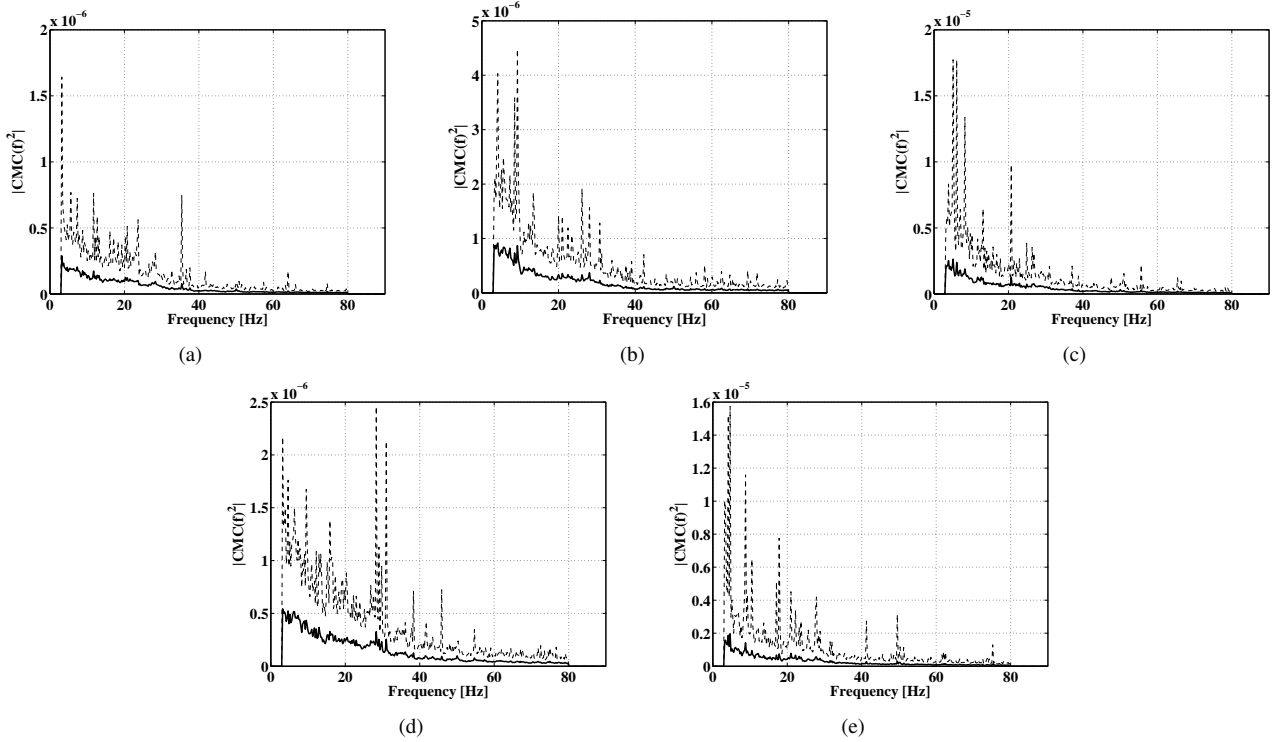 x 10−6
2
1.5
1
0.5
0
0 20 40 60 80
|CMC(f)2|
Frequency [Hz]
(a)
x 10−6
5
4
3
2
1
0
0 20 40 60 80
|CMC(f)2|
Frequency [Hz]
(b)
x 10−5
2
1.5
1
0.5
0
0 20 40 60 80
|CMC(f)2|
Frequency [Hz]
(c)
x 10−6
2.5
2
1.5
1
0.5
0
0 20 40 60 80
|CMC(f)2|
Frequency [Hz]
(d)
x 10−5
1.6
1.4
1.2
1
0.8
0.6
0.4
0.2
0
0 20 40 60 80
|CMC(f)2|
Frequency [Hz]
(e)